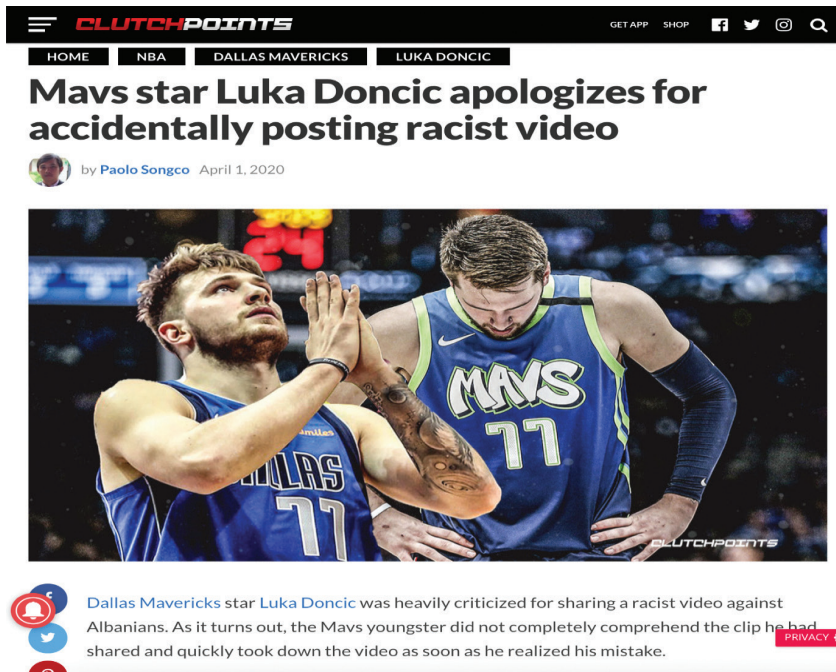 CLUTCHPOINTS
GET APP SHOP
HOME NBA DALLAS MAVERICKS LUKA DONCIC
Mavs star Luka Doncic apologizes for
accidentally posting racist video
by Paolo Songco April 1, 2020
24
MAVS
77
smiles
LLAS
77
CLUTCHPOINTS
Dallas Mavericks star Luka Doncic was heavily criticized for sharing a racist video against
Albanians. As it turns out, the Mavs youngster did not completely comprehend the clip he had
shared and quickly took down the video as soon as he realized his mistake.
PRIVACY